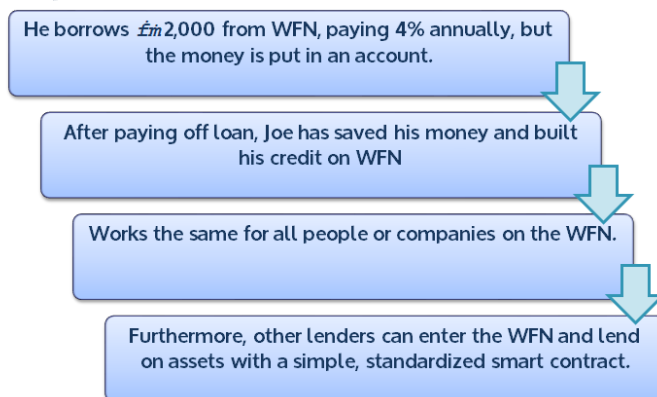 He borrows £ṁ2,000 from WFN, paying 4% annually, but
the money is put in an account.
After paying off loan, Joe has saved his money and built
his credit on WFN
Works the same for all people or companies on the WFN.
Furthermore, other lenders can enter the WFN and lend
on assets with a simple, standardized smart contract.